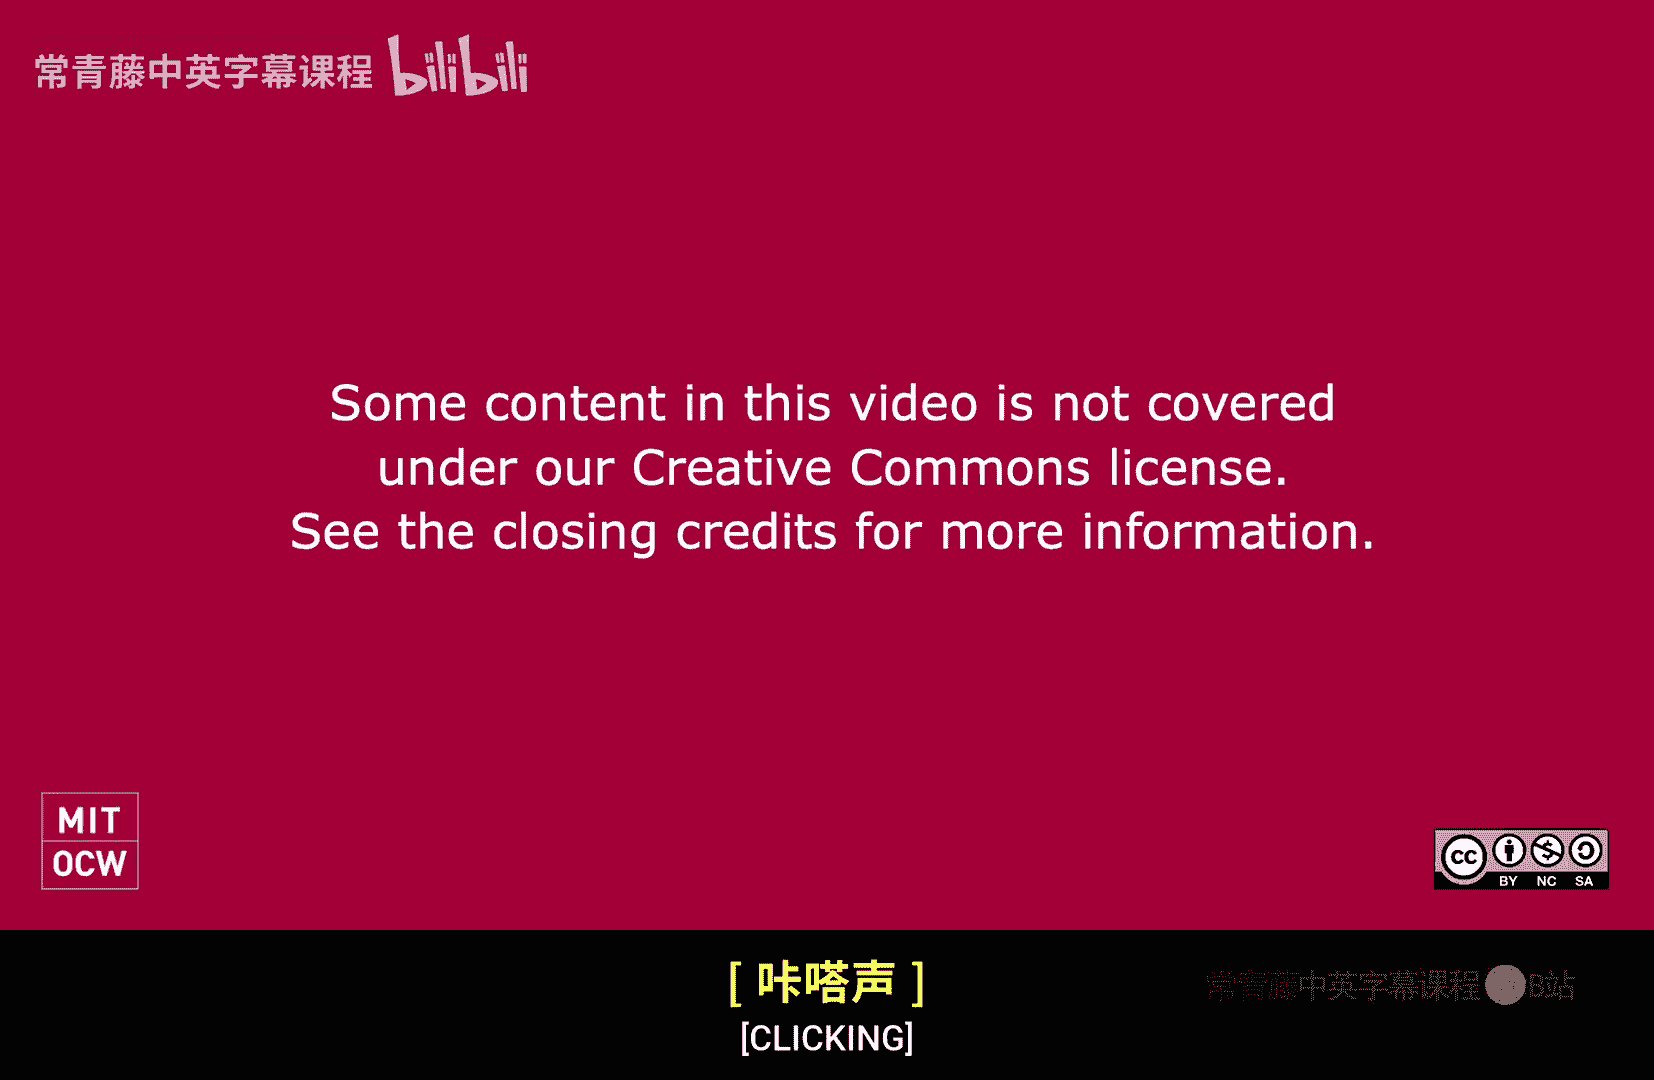 常青藤中英字幕课程 bilibili
Some content in this video is not covered
under our Creative Commons license.
See the closing credits for more information.
MIT
OCW
cc
BY NC SA
[ 咔嗒声 ]
[CLICKING]
常青藤中英字幕课程 B站